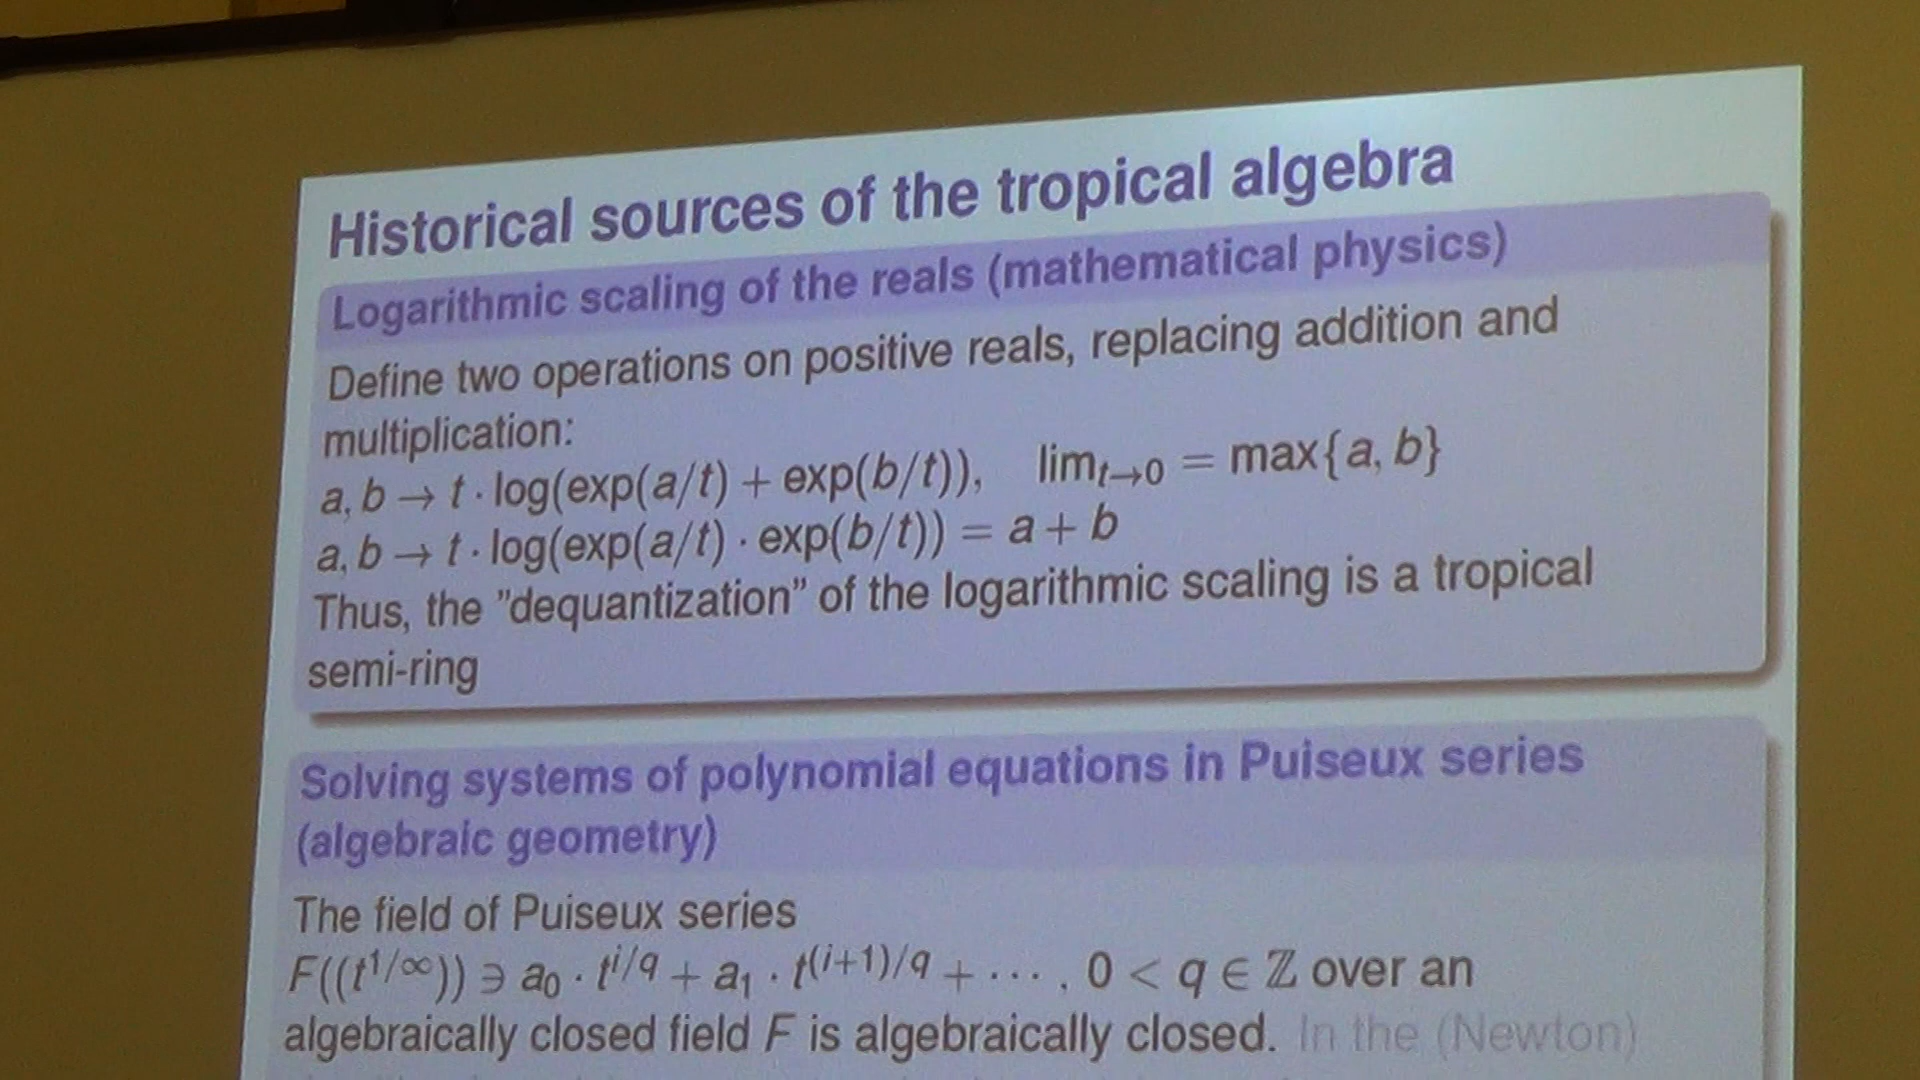 Historical sources of the tropical algebra
Logarithmic scaling of the reals (mathematical physics)
Define two operations on positive reals, replacing addition and
multiplication:
a, b → t · log(exp(a/t) + exp(b/t)), lim_{t→0} = max{a, b}
a, b → t · log(exp(a/t) · exp(b/t)) = a + b
Thus, the ”dequantization” of the logarithmic scaling is a tropical
semi-ring
Solving systems of polynomial equations in Puiseux series
(algebraic geometry)
The field of Puiseux series
F((t^{1/∞})) ∋ a₀ · t^{i/q} + a₁ · t^{(i+1)/q} + ··· , 0 < q ∈ ℤ over an
algebraically closed field F is algebraically closed. In the (Newton)